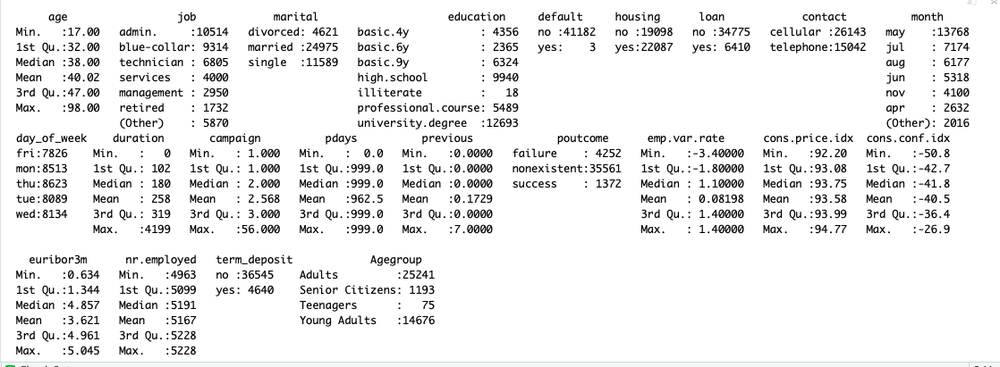 age job marital education default housing loan contact month
Min. :17.00 admin. :10514 divorced: 4621 basic.4y : 4356 no :41182 no :19098 no :34775 cellular :26143 may :13768
1st Qu.:32.00 blue-collar: 9314 married :24975 basic.6y : 2365 yes: 3 yes:22087 yes: 6410 telephone:15042 jul : 7174
Median :38.00 technician : 6805 single :11589 basic.9y : 6324 aug : 6177
Mean :40.02 services : 4000 high.school : 9940 jun : 5318
3rd Qu.:47.00 management : 2950 illiterate : 18 nov : 4100
Max. :98.00 retired : 1732 professional.course: 5489 apr : 2632
(Other) : 5870 university.degree :12693 (Other): 2016
day_of_week duration campaign pdays previous poutcome emp.var.rate cons.price.idx cons.conf.idx
fri:7826 Min. : 0 Min. : 1.000 Min. : 0.0 Min. :0.0000 failure : 4252 Min. :-3.40000 Min. :92.20 Min. :-50.8
mon:8513 1st Qu.: 102 1st Qu.: 1.000 1st Qu.:999.0 1st Qu.:0.0000 nonexistent:35561 1st Qu.:-1.80000 1st Qu.:93.08 1st Qu.:-42.7
thu:8623 Median : 180 Median : 2.000 Median :999.0 Median :0.0000 success : 1372 Median : 1.10000 Median :93.75 Median :-41.8
tue:8089 Mean : 258 Mean : 2.568 Mean :962.5 Mean :0.1729 Mean : 0.08198 Mean :93.58 Mean :-40.5
wed:8134 3rd Qu.: 319 3rd Qu.: 3.000 3rd Qu.:999.0 3rd Qu.:0.0000 3rd Qu.: 1.40000 3rd Qu.:93.99 3rd Qu.:-36.4
Max. :4199 Max. :56.000 Max. :999.0 Max. :7.0000 Max. : 1.40000 Max. :94.77 Max. :-26.9
euribor3m nr.employed term_deposit Agegroup
Min. :0.634 Min. :4963 no :36545 Adults :25241
1st Qu.:1.344 1st Qu.:5099 yes: 4640 Senior Citizens: 1193
Median :4.857 Median :5191 Teenagers : 75
Mean :3.621 Mean :5167 Young Adults :14676
3rd Qu.:4.961 3rd Qu.:5228
Max. :5.045 Max. :5228